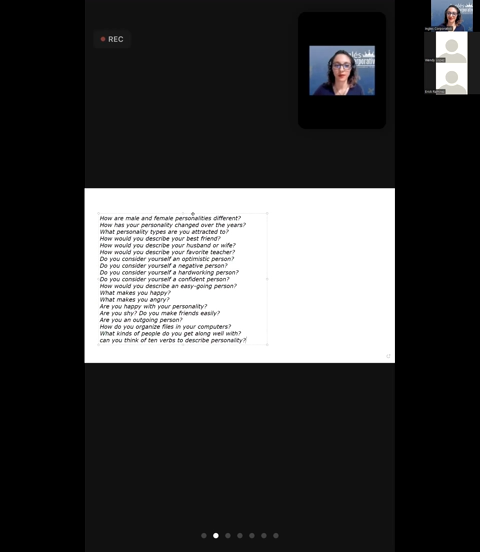 REC
How are male and female personalities different?
How has your personality changed over the years?
What personality types are you attracted to?
How would you describe your best friend?
How would you describe your husband or wife?
How would you describe your favorite teacher?
Do you consider yourself an optimistic person?
Do you consider yourself a negative person?
Do you consider yourself a hardworking person?
Do you consider yourself a confident person?
How would you describe an easy-going person?
What makes you happy?
What makes you angry?
Are you happy with your personality?
Are you shy? Do you make friends easily?
Are you an outgoing person?
How do you organize files in your computers?
What kinds of people do you get along well with?
can you think of ten verbs to describe personality?